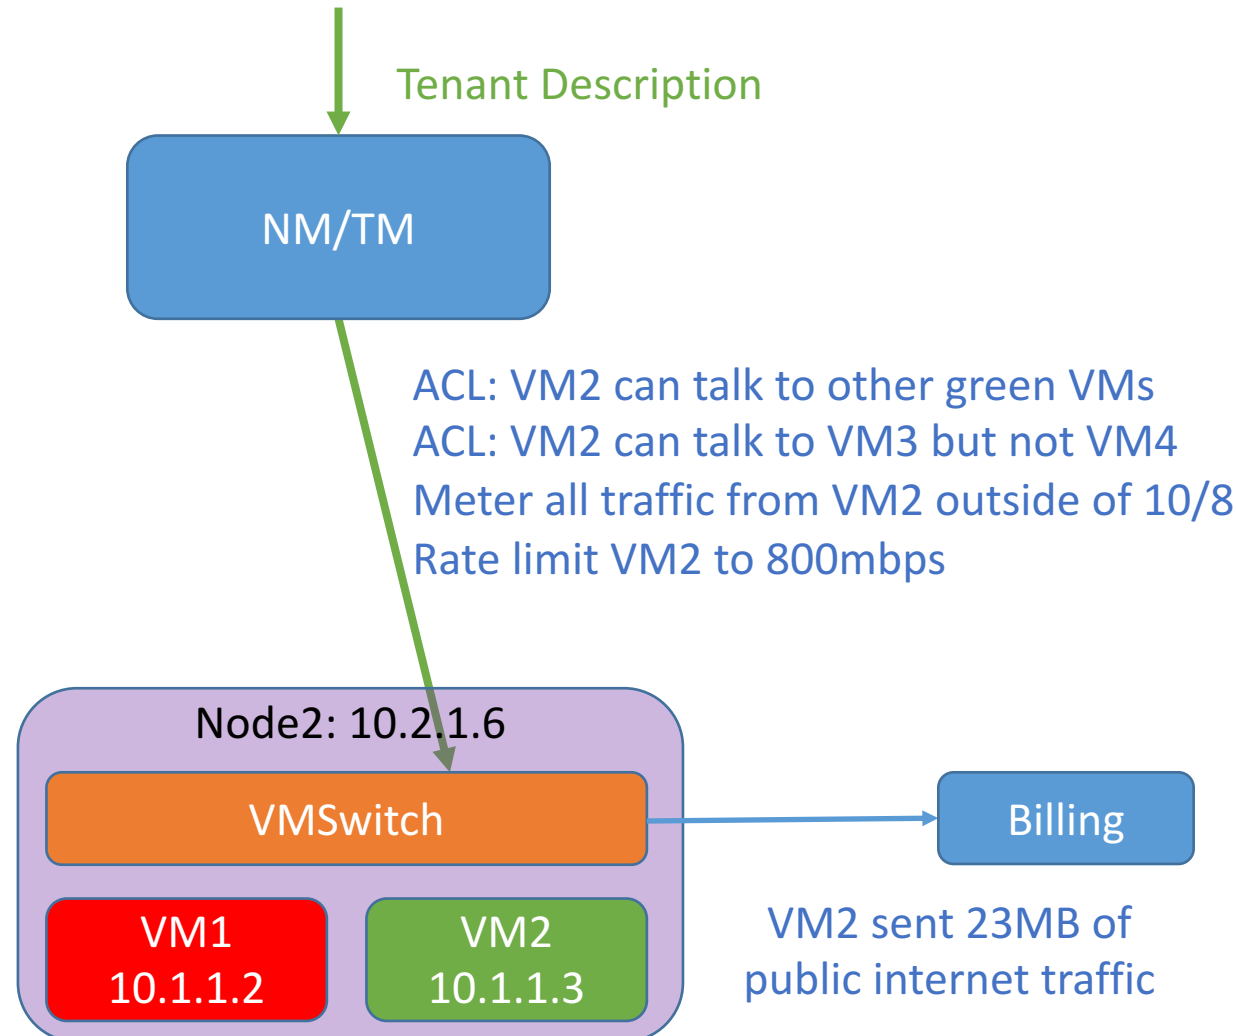 Tenant Description
NM/TM
ACL: VM2 can talk to other green VMs
ACL: VM2 can talk to VM3 but not VM4
Meter all traffic from VM2 outside of 10/8
Rate limit VM2 to 800mbps
Node2: 10.2.1.6
VMSwitch
Billing
VM1
10.1.1.2
VM2
10.1.1.3
VM2 sent 23MB of
public internet traffic